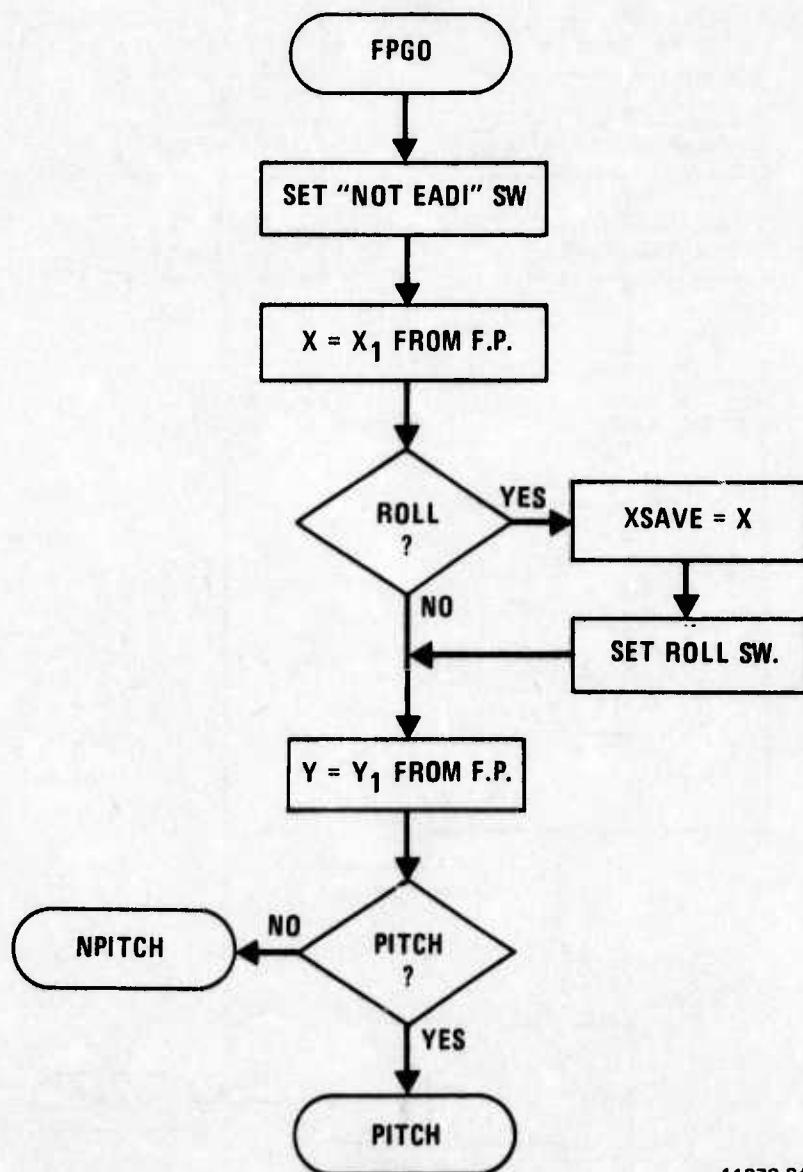 FPGO
SET "NOT EADI" SW
X = X₁ FROM F.P.
ROLL
?
YES
XSAVE = X
NO
SET ROLL SW.
Y = Y₁ FROM F.P.
NO
NPITCH
PITCH
?
YES
PITCH